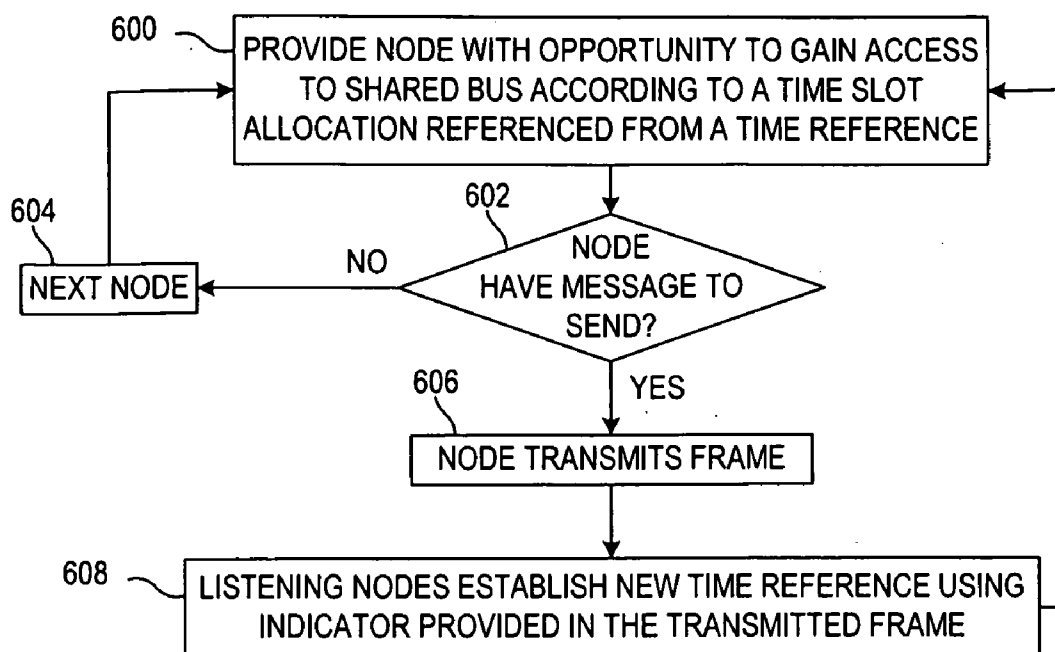 600
PROVIDE NODE WITH OPPORTUNITY TO GAIN ACCESS
TO SHARED BUS ACCORDING TO A TIME SLOT
ALLOCATION REFERENCED FROM A TIME REFERENCE
602
NODE
HAVE MESSAGE TO
SEND?
NO
604
NEXT NODE
YES
606
NODE TRANSMITS FRAME
608
LISTENING NODES ESTABLISH NEW TIME REFERENCE USING
INDICATOR PROVIDED IN THE TRANSMITTED FRAME